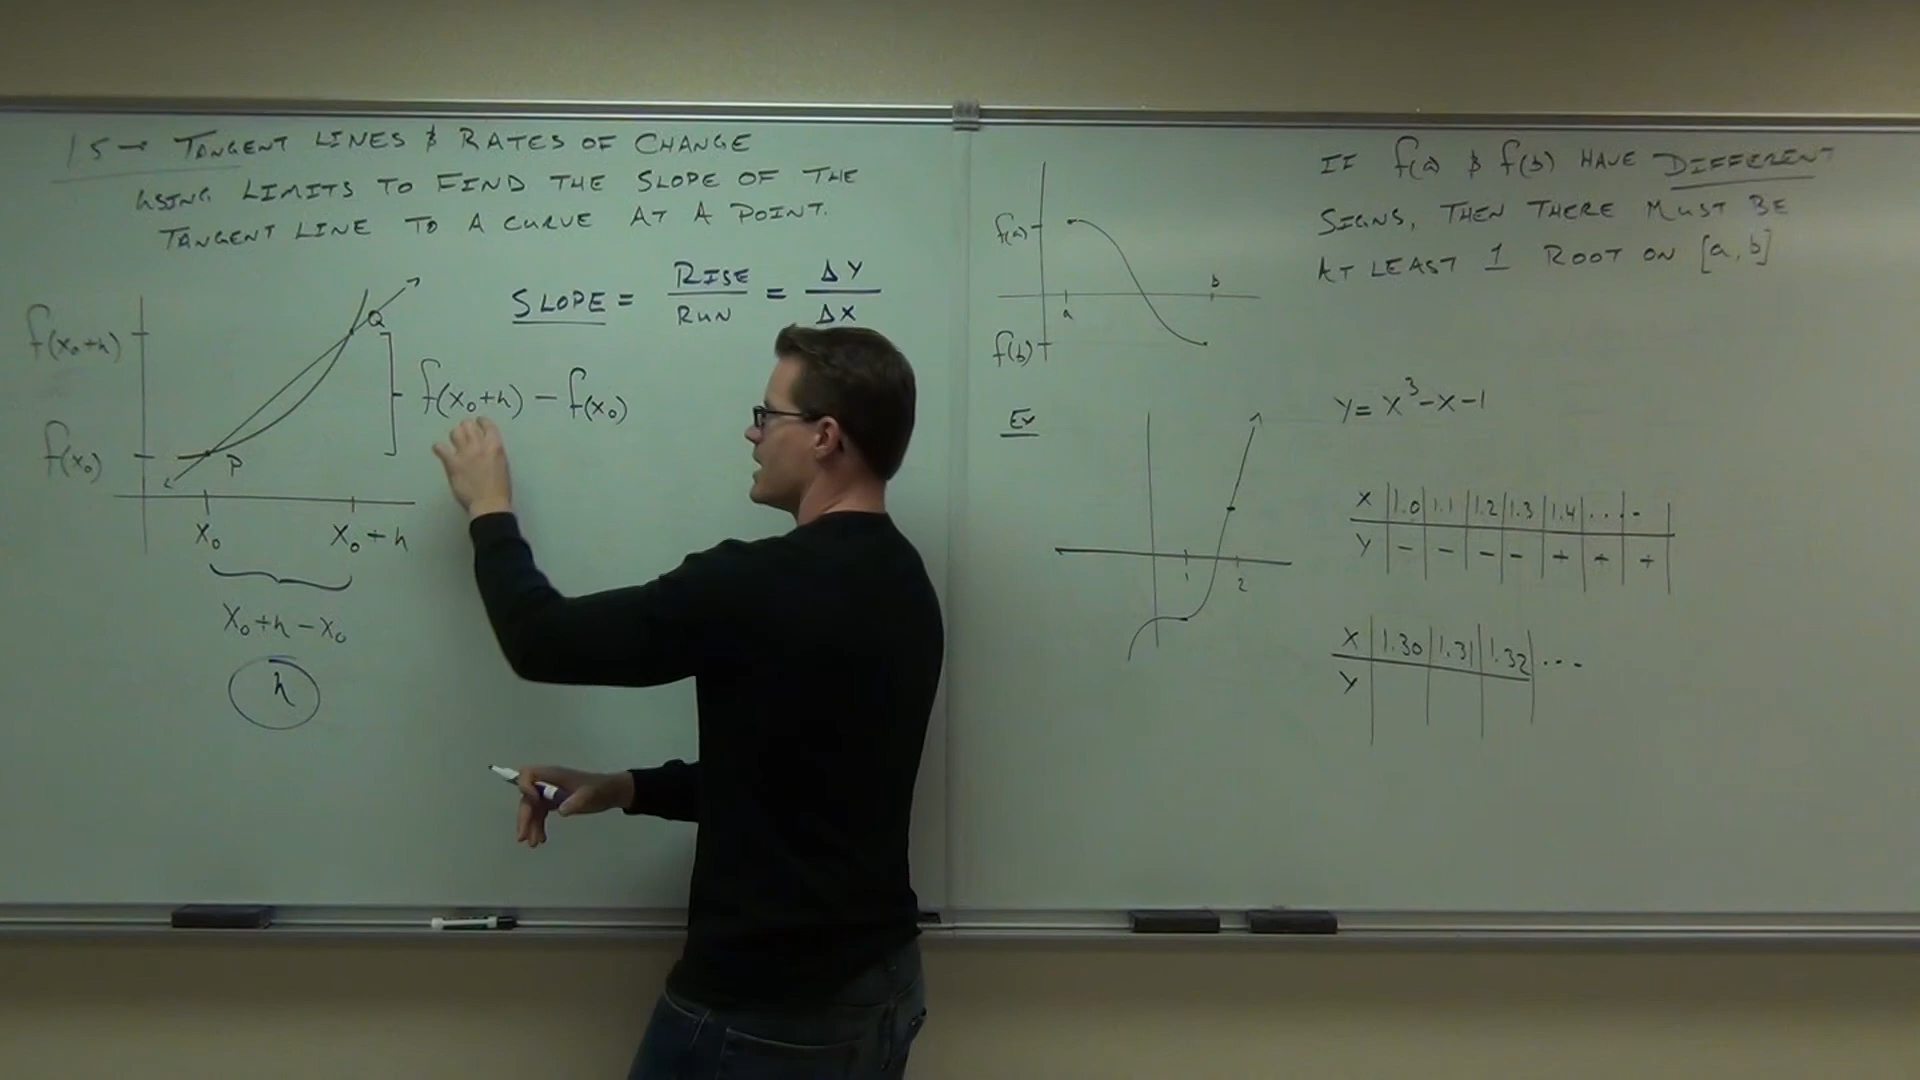 1.5 → TANGENT LINES & RATES OF CHANGE
USING LIMITS TO FIND THE SLOPE OF THE
TANGENT LINE TO A CURVE AT A POINT.
SLOPE = RISE/RUN = ΔY/ΔX
f(x₀+h)
Q
f(x₀+h) – f(x₀)
f(x₀)
P
x₀ x₀+h
x₀+h–x₀
h
IF f(a) & f(b) HAVE DIFFERENT
SIGNS, THEN THERE MUST BE
AT LEAST 1 ROOT ON [a,b]
f(a)
a b
f(b)
Ex
y = x³-x-1
1 2
X 1.0 1.1 1.2 1.3 1.4 ....
Y – – – – + + +
X 1.30 1.31 1.32 ...
Y